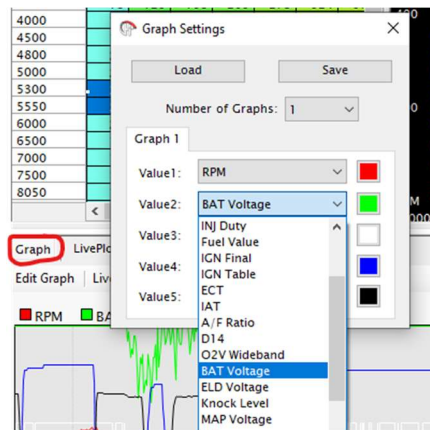 4000
4500
4800
5000
5300
5550
6000
6500
7000
7500
8050
Graph Settings
Load
Save
Number of Graphs: 1
Graph 1
Value1: RPM
Value2: BAT Voltage
Value3:
Value4:
Value5:
INJ Duty
Fuel Value
IGN Final
IGN Table
ECT
IAT
A/F Ratio
D14
O2V Wideband
BAT Voltage
ELD Voltage
Knock Level
MAP Voltage
Graph LivePlo
Edit Graph Liv
RPM BA